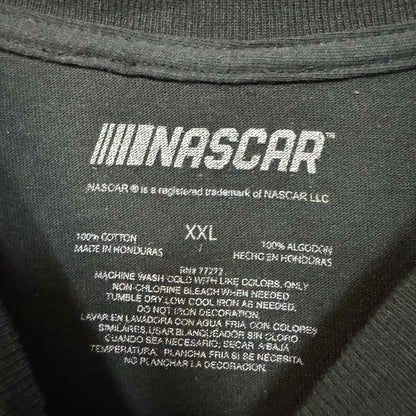 NASCAR™
NASCAR ® is a registered trademark of NASCAR LLC
100% COTTON
MADE IN HONDURAS
XXL
100% ALGODON
HECHO EN HONDURAS
RN# 77272
MACHINE WASH COLD WITH LIKE COLORS. ONLY
NON-CHLORINE BLEACH WHEN NEEDED
TUMBLE DRY LOW COOL IRON AS NEEDED.
DO NOT IRON DECORATION.
LAVAR EN LAVADORA CON AGUA FRIA CON COLORES
SIMILARES, USAR BLANQUEADOR SIN CLORO
CUANDO SEA NECESARIO; SECAR A BAJA
TEMPERATURA, PLANCHA FRIA SI SE NECESITA,
NO PLANCHAR LA DECORACION.